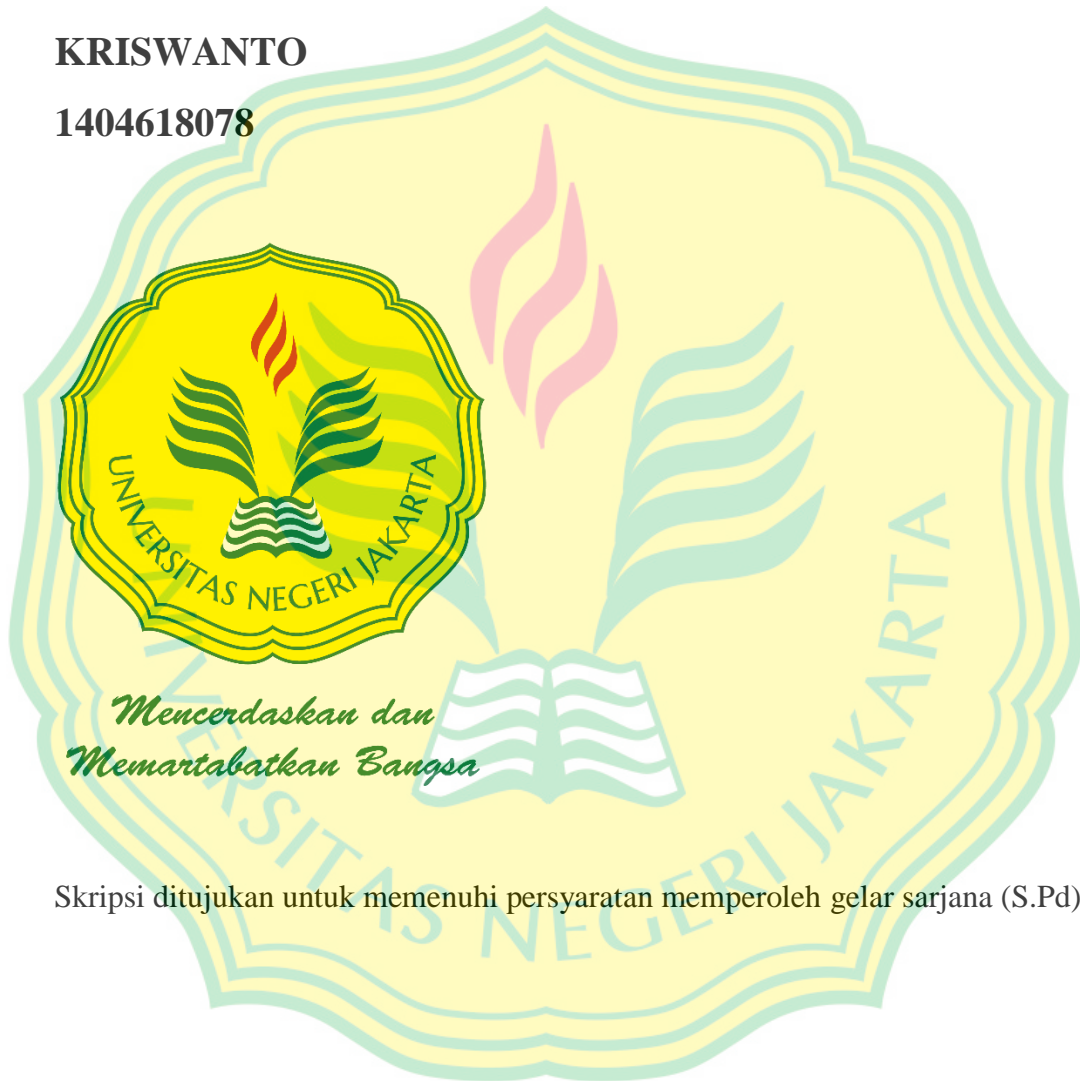 KRISWANTO
1404618078
UNIVERSITAS NEGERI JAKARTA
Mencerdaskan dan
Memartabatkan Bangsa
Skripsi ditujukan untuk memenuhi persyaratan memperoleh gelar sarjana (S.Pd)
UNIVERSITAS NEGERI JAKARTA